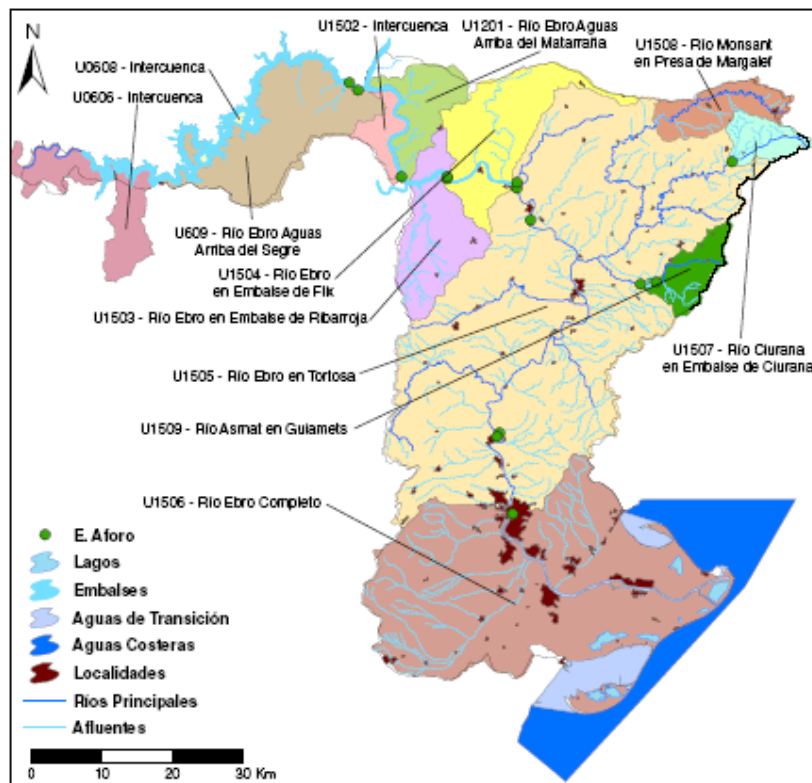 N
U1502 - Intercuenca
U1201 - Río Ebro Aguas
Arriba del Matarraña
U1508 - Río Monsant
en Presa de Margalef
U0608 - Intercuenca
U0606 - Intercuenca
U609 - Río Ebro Aguas
Arriba del Segre
U1504 - Río Ebro
en Embalse de Flix
U1503 - Río Ebro en Embalse de Ribarroja
U1507 - Río Ciurana
en Embalse de Ciurana
U1505 - Río Ebro en Tortosa
U1509 - Río Asmat en Guiamets
U1506 - Río Ebro Completo
E. Aforo
Lagos
Embalses
Aguas de Transición
Aguas Costeras
Localidades
Ríos Principales
Afluentes
0 10 20 30 Km